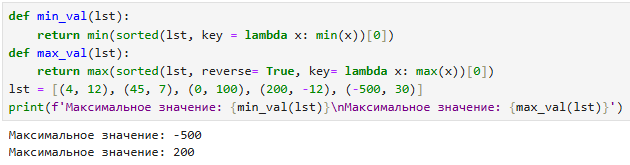 def min_val(lst):
    return min(sorted(lst, key = lambda x: min(x))[0])
def max_val(lst):
    return max(sorted(lst, reverse= True, key= lambda x: max(x))[0])
lst = [(4, 12), (45, 7), (0, 100), (200, -12), (-500, 30)]
print(f'Максимальное значение: {min_val(lst)}\nМаксимальное значение: {max_val(lst)}')
Максимальное значение: -500
Максимальное значение: 200